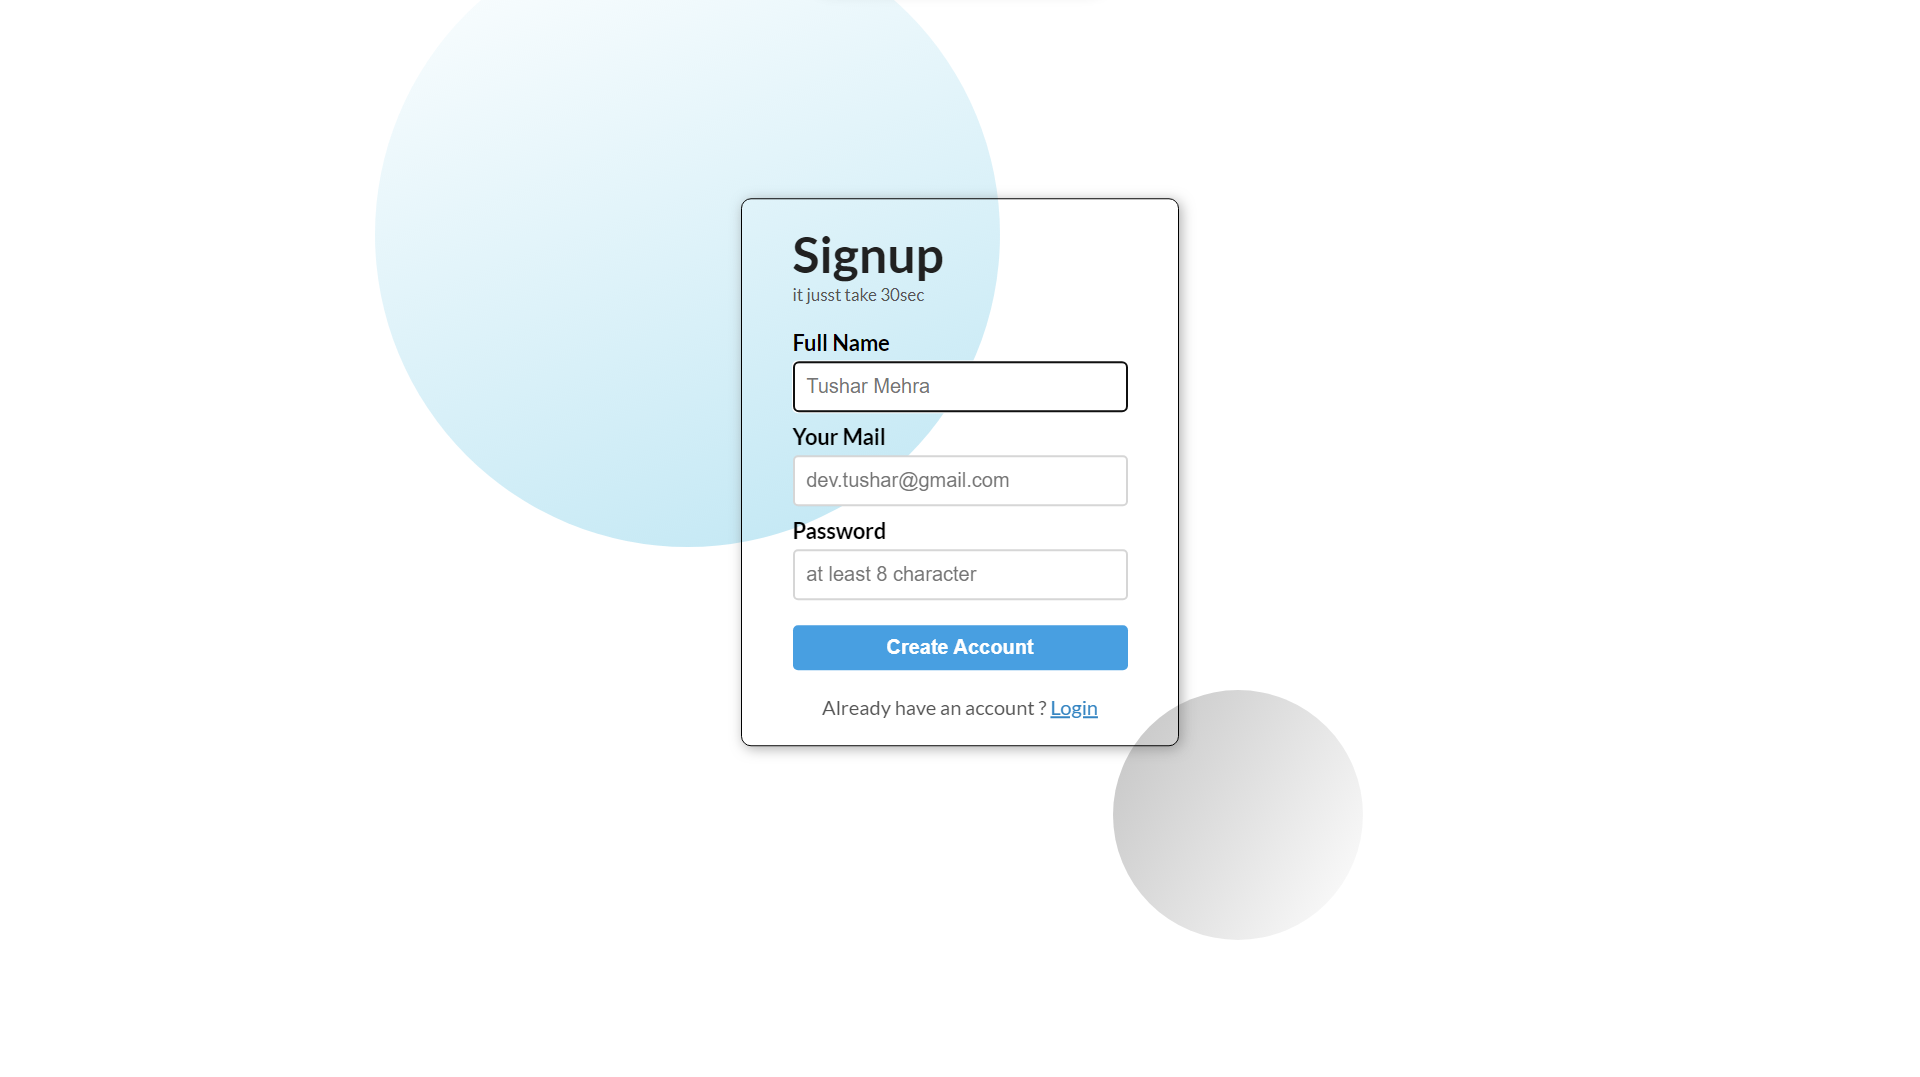 Signup
it jusst take 30sec
Full Name
Tushar Mehra
Your Mail
dev.tushar@gmail.com
Password
at least 8 character
Create Account
Already have an account ? Login